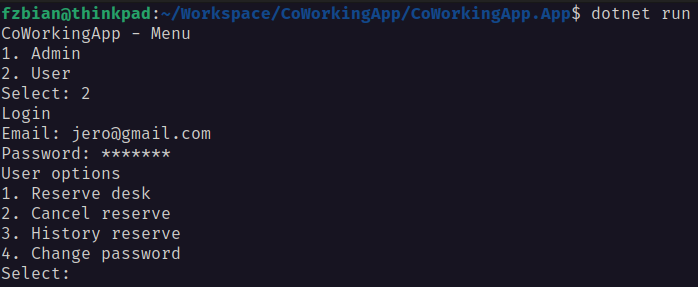 fzbian@thinkpad:~/Workspace/CoWorkingApp/CoWorkingApp.App$ dotnet run
CoWorkingApp - Menu
1. Admin
2. User
Select: 2
Login
Email: jero@gmail.com
Password: *******
User options
1. Reserve desk
2. Cancel reserve
3. History reserve
4. Change password
Select: